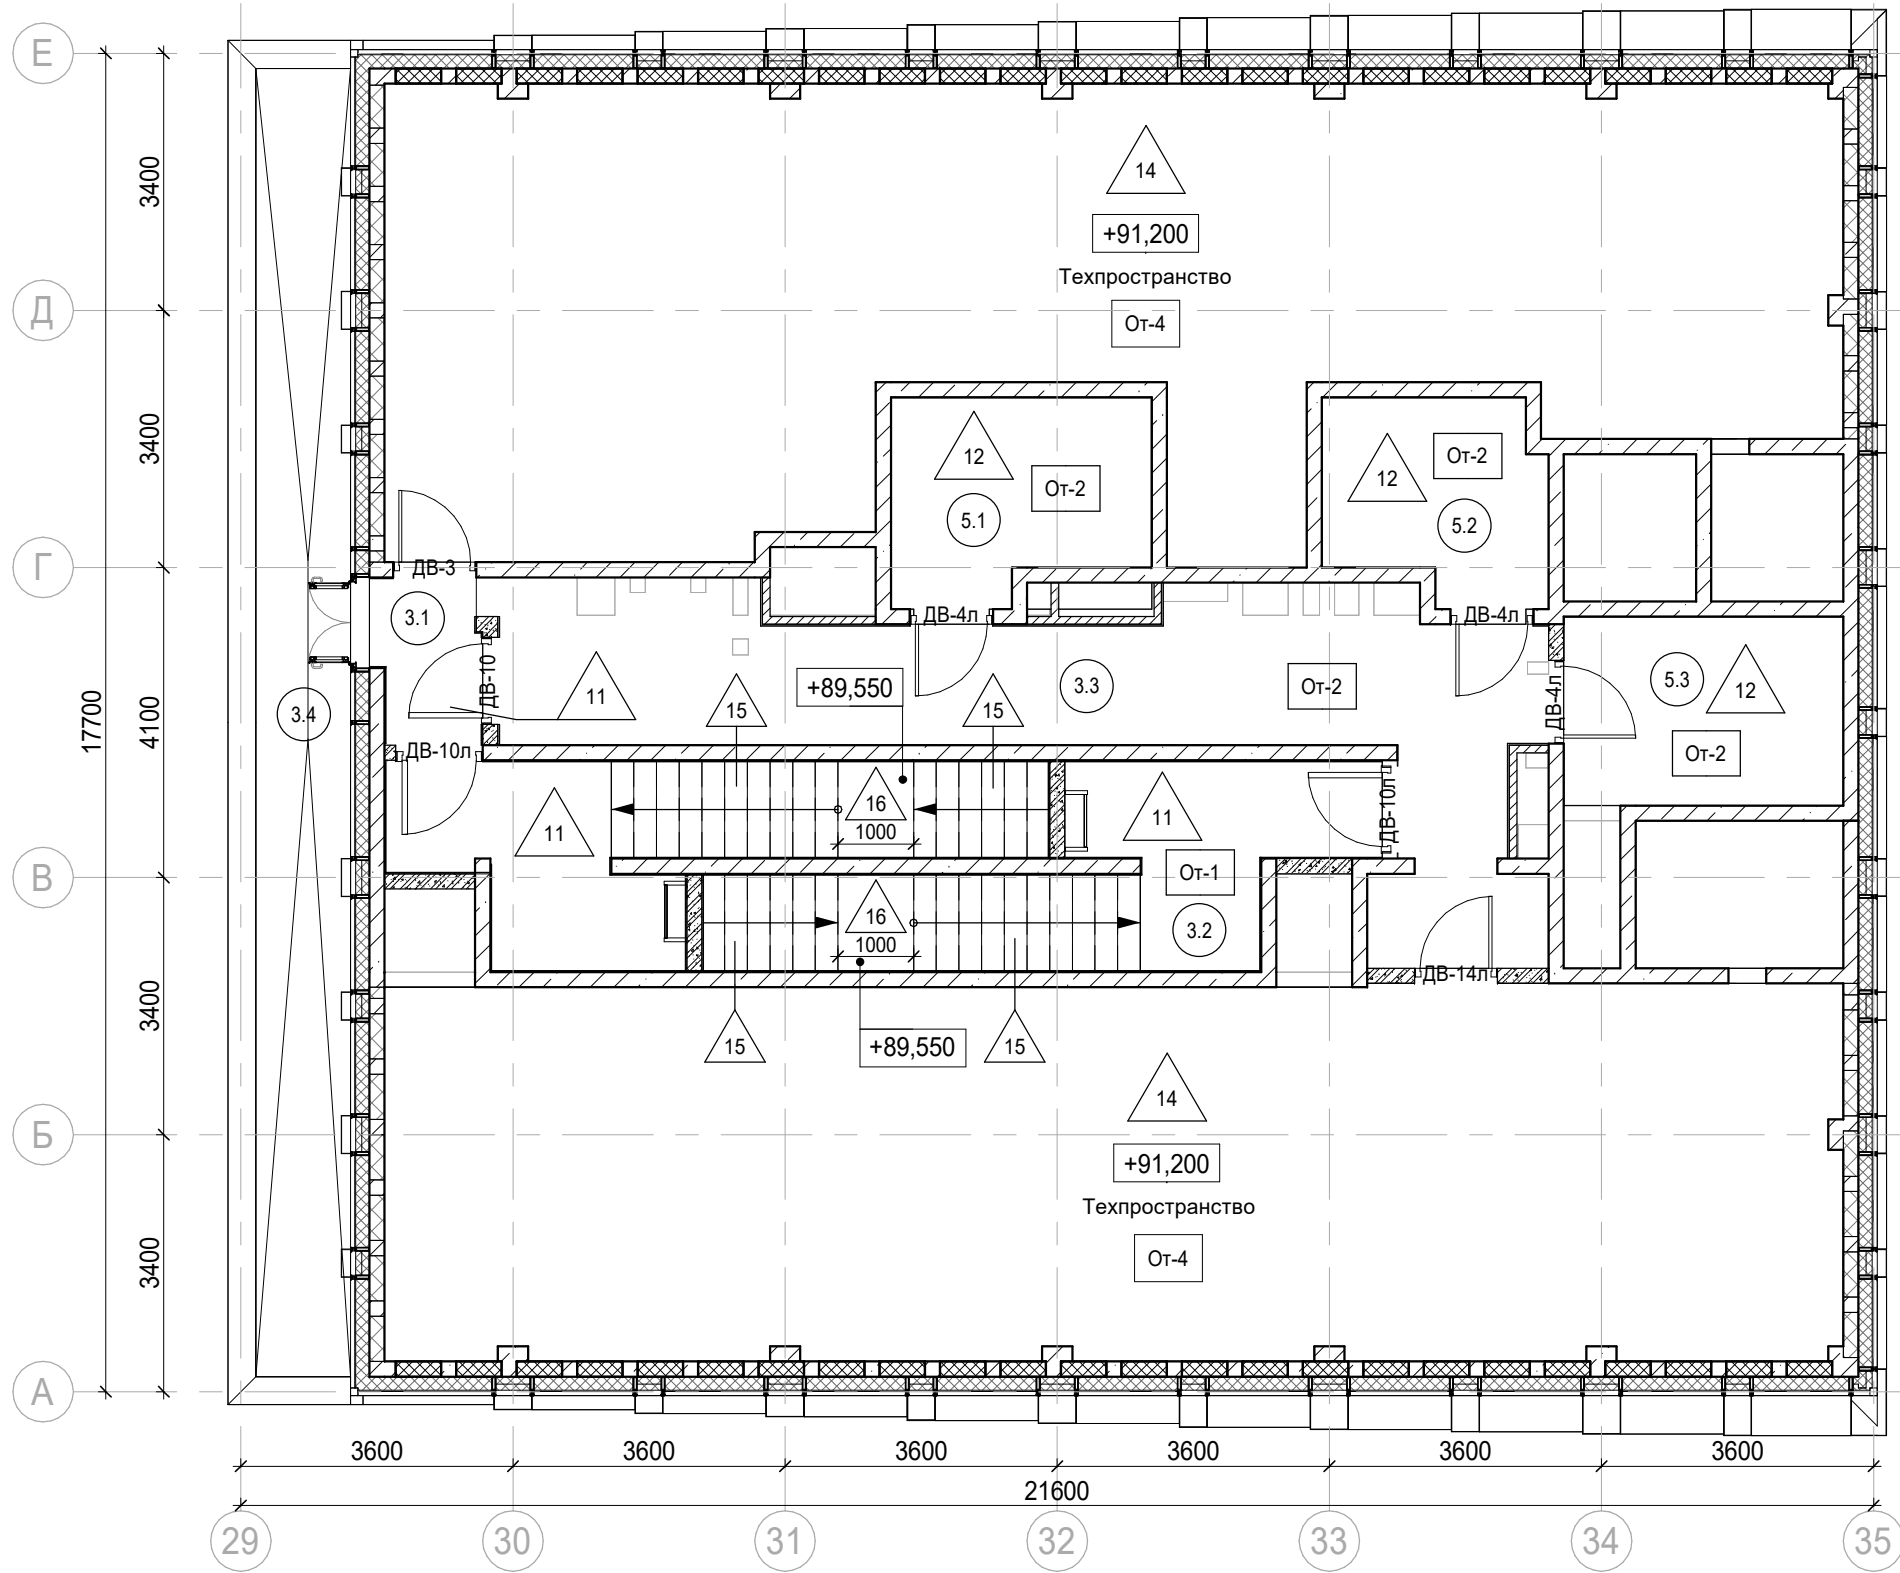 Е
3400
14
+91,200
Техпространство
Д
От-4
3400
12
От-2
5.1
От-2
12
5.2
Г
ДВ-3
3.1
ДВ-4л
ДВ-4л
17700
4100
3.4
ДВ-10
11
15
+89,550
15
3.3
От-2
ДВ-4л
5.3
12
От-2
ДВ-10л
11
16
1000
11
ДВ-10л
В
От-1
16
1000
3.2
ДВ-14л
3400
15
+89,550
15
14
Б
+91,200
Техпространство
От-4
3400
А
3600
3600
3600
3600
3600
3600
21600
29
30
31
32
33
34
35